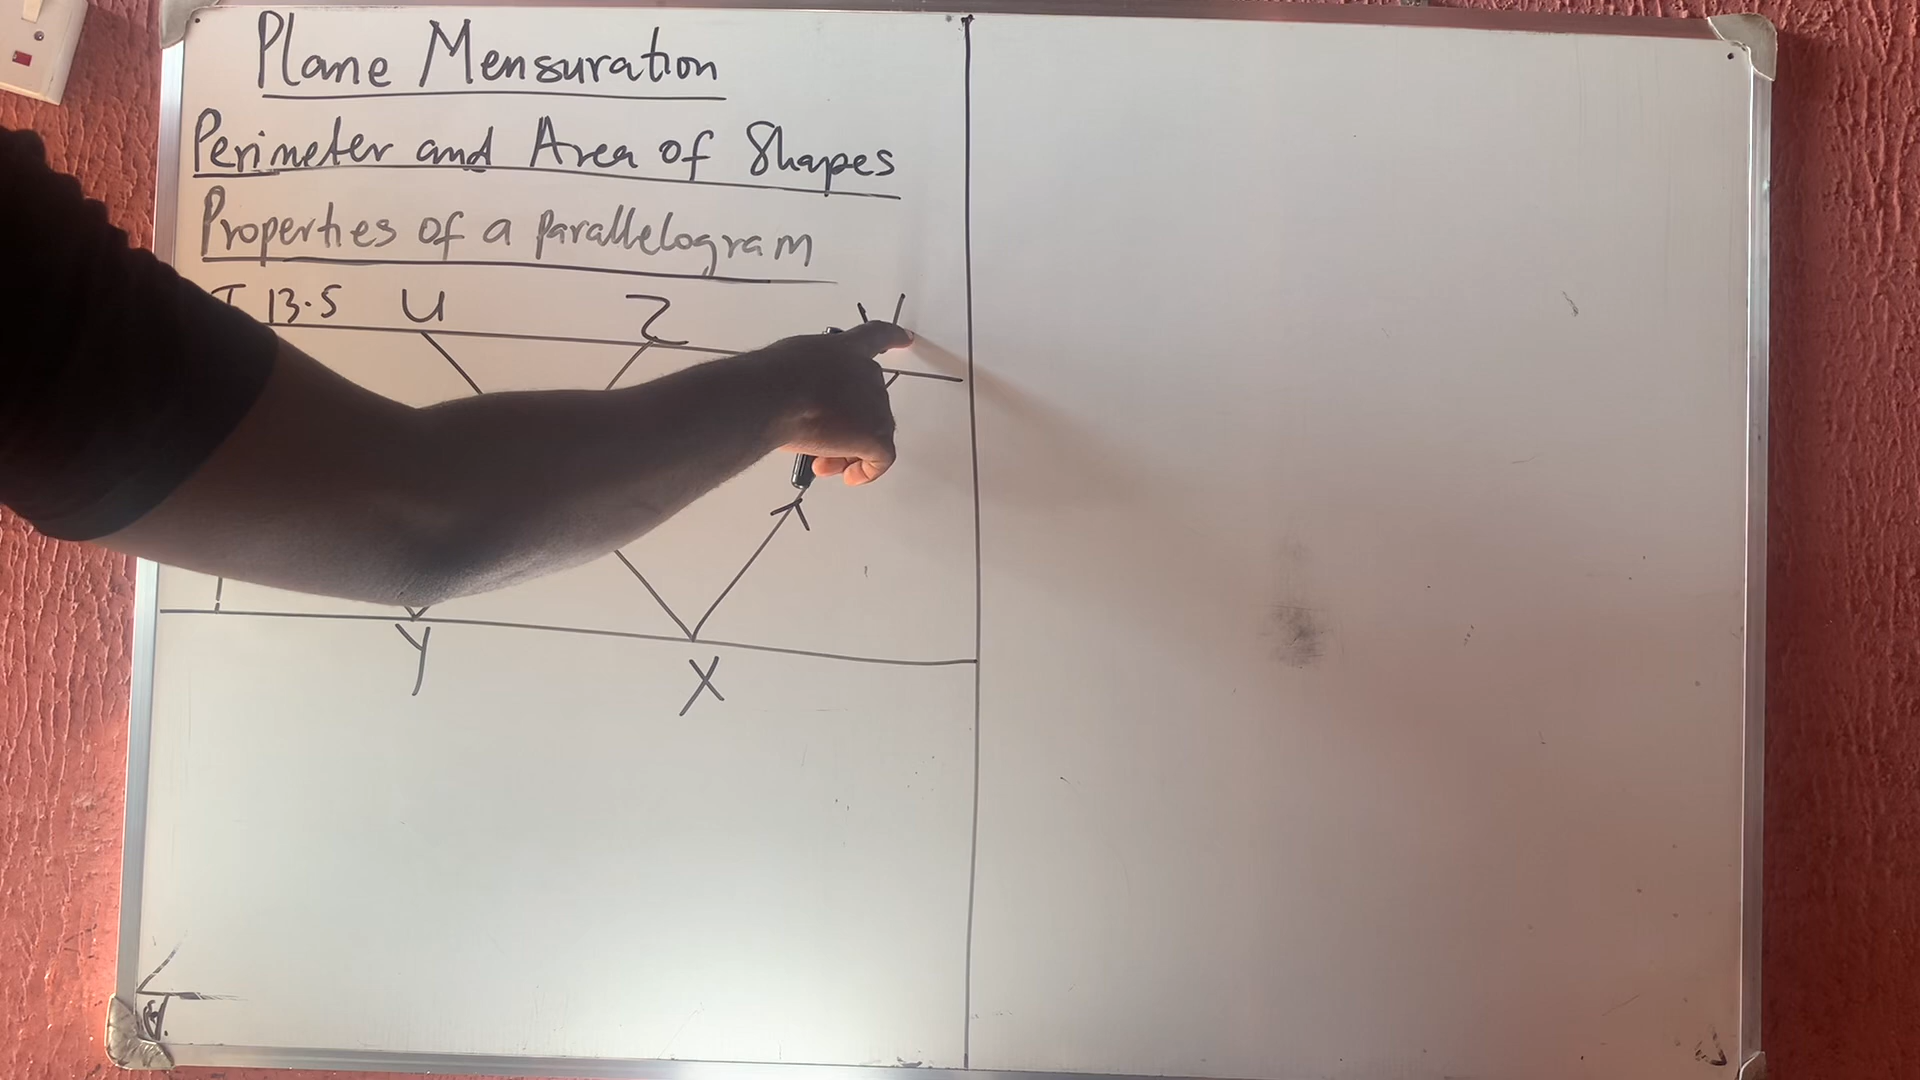 Plane Mensuration
Perimeter and Area of Shapes
Properties of a parallelogram
13.5 U Z
Y X